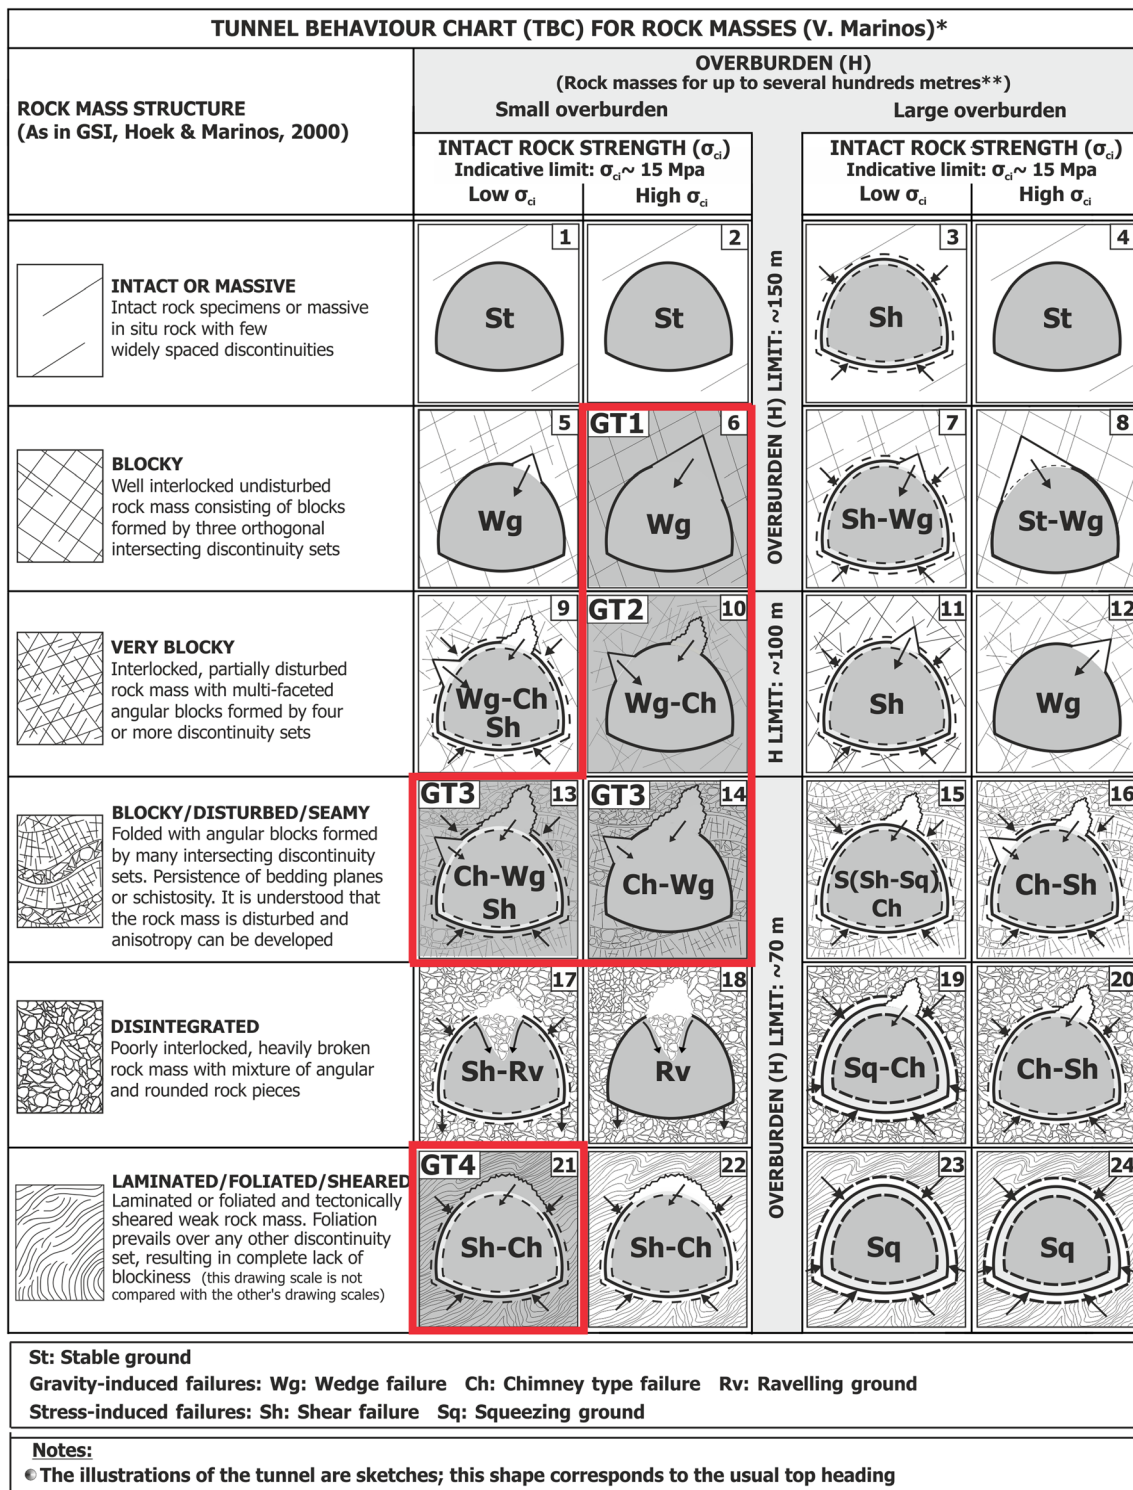 TUNNEL BEHAVIOUR CHART (TBC) FOR ROCK MASSES (V. Marinos)*
ROCK MASS STRUCTURE
(As in GSI, Hoek & Marinos, 2000)
OVERBURDEN (H)
(Rock masses for up to several hundreds metres**)
Small overburden
Large overburden
INTACT ROCK STRENGTH (σci)
Indicative limit: σci~ 15 Mpa
Low σci
High σci
INTACT ROCK STRENGTH (σci)
Indicative limit: σci~ 15 Mpa
Low σci
High σci
OVERBURDEN (H) LIMIT: ~150 m
H LIMIT: ~100 m
OVERBURDEN (H) LIMIT: ~70 m
INTACT OR MASSIVE
Intact rock specimens or massive
in situ rock with few
widely spaced discontinuities
1
St
2
St
3
Sh
4
St
BLOCKY
Well interlocked undisturbed
rock mass consisting of blocks
formed by three orthogonal
intersecting discontinuity sets
5
Wg
GT1
6
Wg
7
Sh-Wg
8
St-Wg
VERY BLOCKY
Interlocked, partially disturbed
rock mass with multi-faceted
angular blocks formed by four
or more discontinuity sets
9
Wg-Ch
Sh
GT2
10
Wg-Ch
11
Sh
12
Wg
BLOCKY/DISTURBED/SEAMY
Folded with angular blocks formed
by many intersecting discontinuity
sets. Persistence of bedding planes
or schistosity. It is understood that
the rock mass is disturbed and
anisotropy can be developed
GT3
13
Ch-Wg
Sh
GT3
14
Ch-Wg
15
S(Sh-Sq)
Ch
16
Ch-Sh
DISINTEGRATED
Poorly interlocked, heavily broken
rock mass with mixture of angular
and rounded rock pieces
17
Sh-Rv
18
Rv
19
Sq-Ch
20
Ch-Sh
LAMINATED/FOLIATED/SHEARED
Laminated or foliated and tectonically
sheared weak rock mass. Foliation
prevails over any other discontinuity
set, resulting in complete lack of
blockiness (this drawing scale is not
compared with the other's drawing scales)
GT4
21
Sh-Ch
22
Sh-Ch
23
Sq
24
Sq
St: Stable ground
Gravity-induced failures: Wg: Wedge failure Ch: Chimney type failure Rv: Ravelling ground
Stress-induced failures: Sh: Shear failure Sq: Squeezing ground
Notes:
The illustrations of the tunnel are sketches; this shape corresponds to the usual top heading